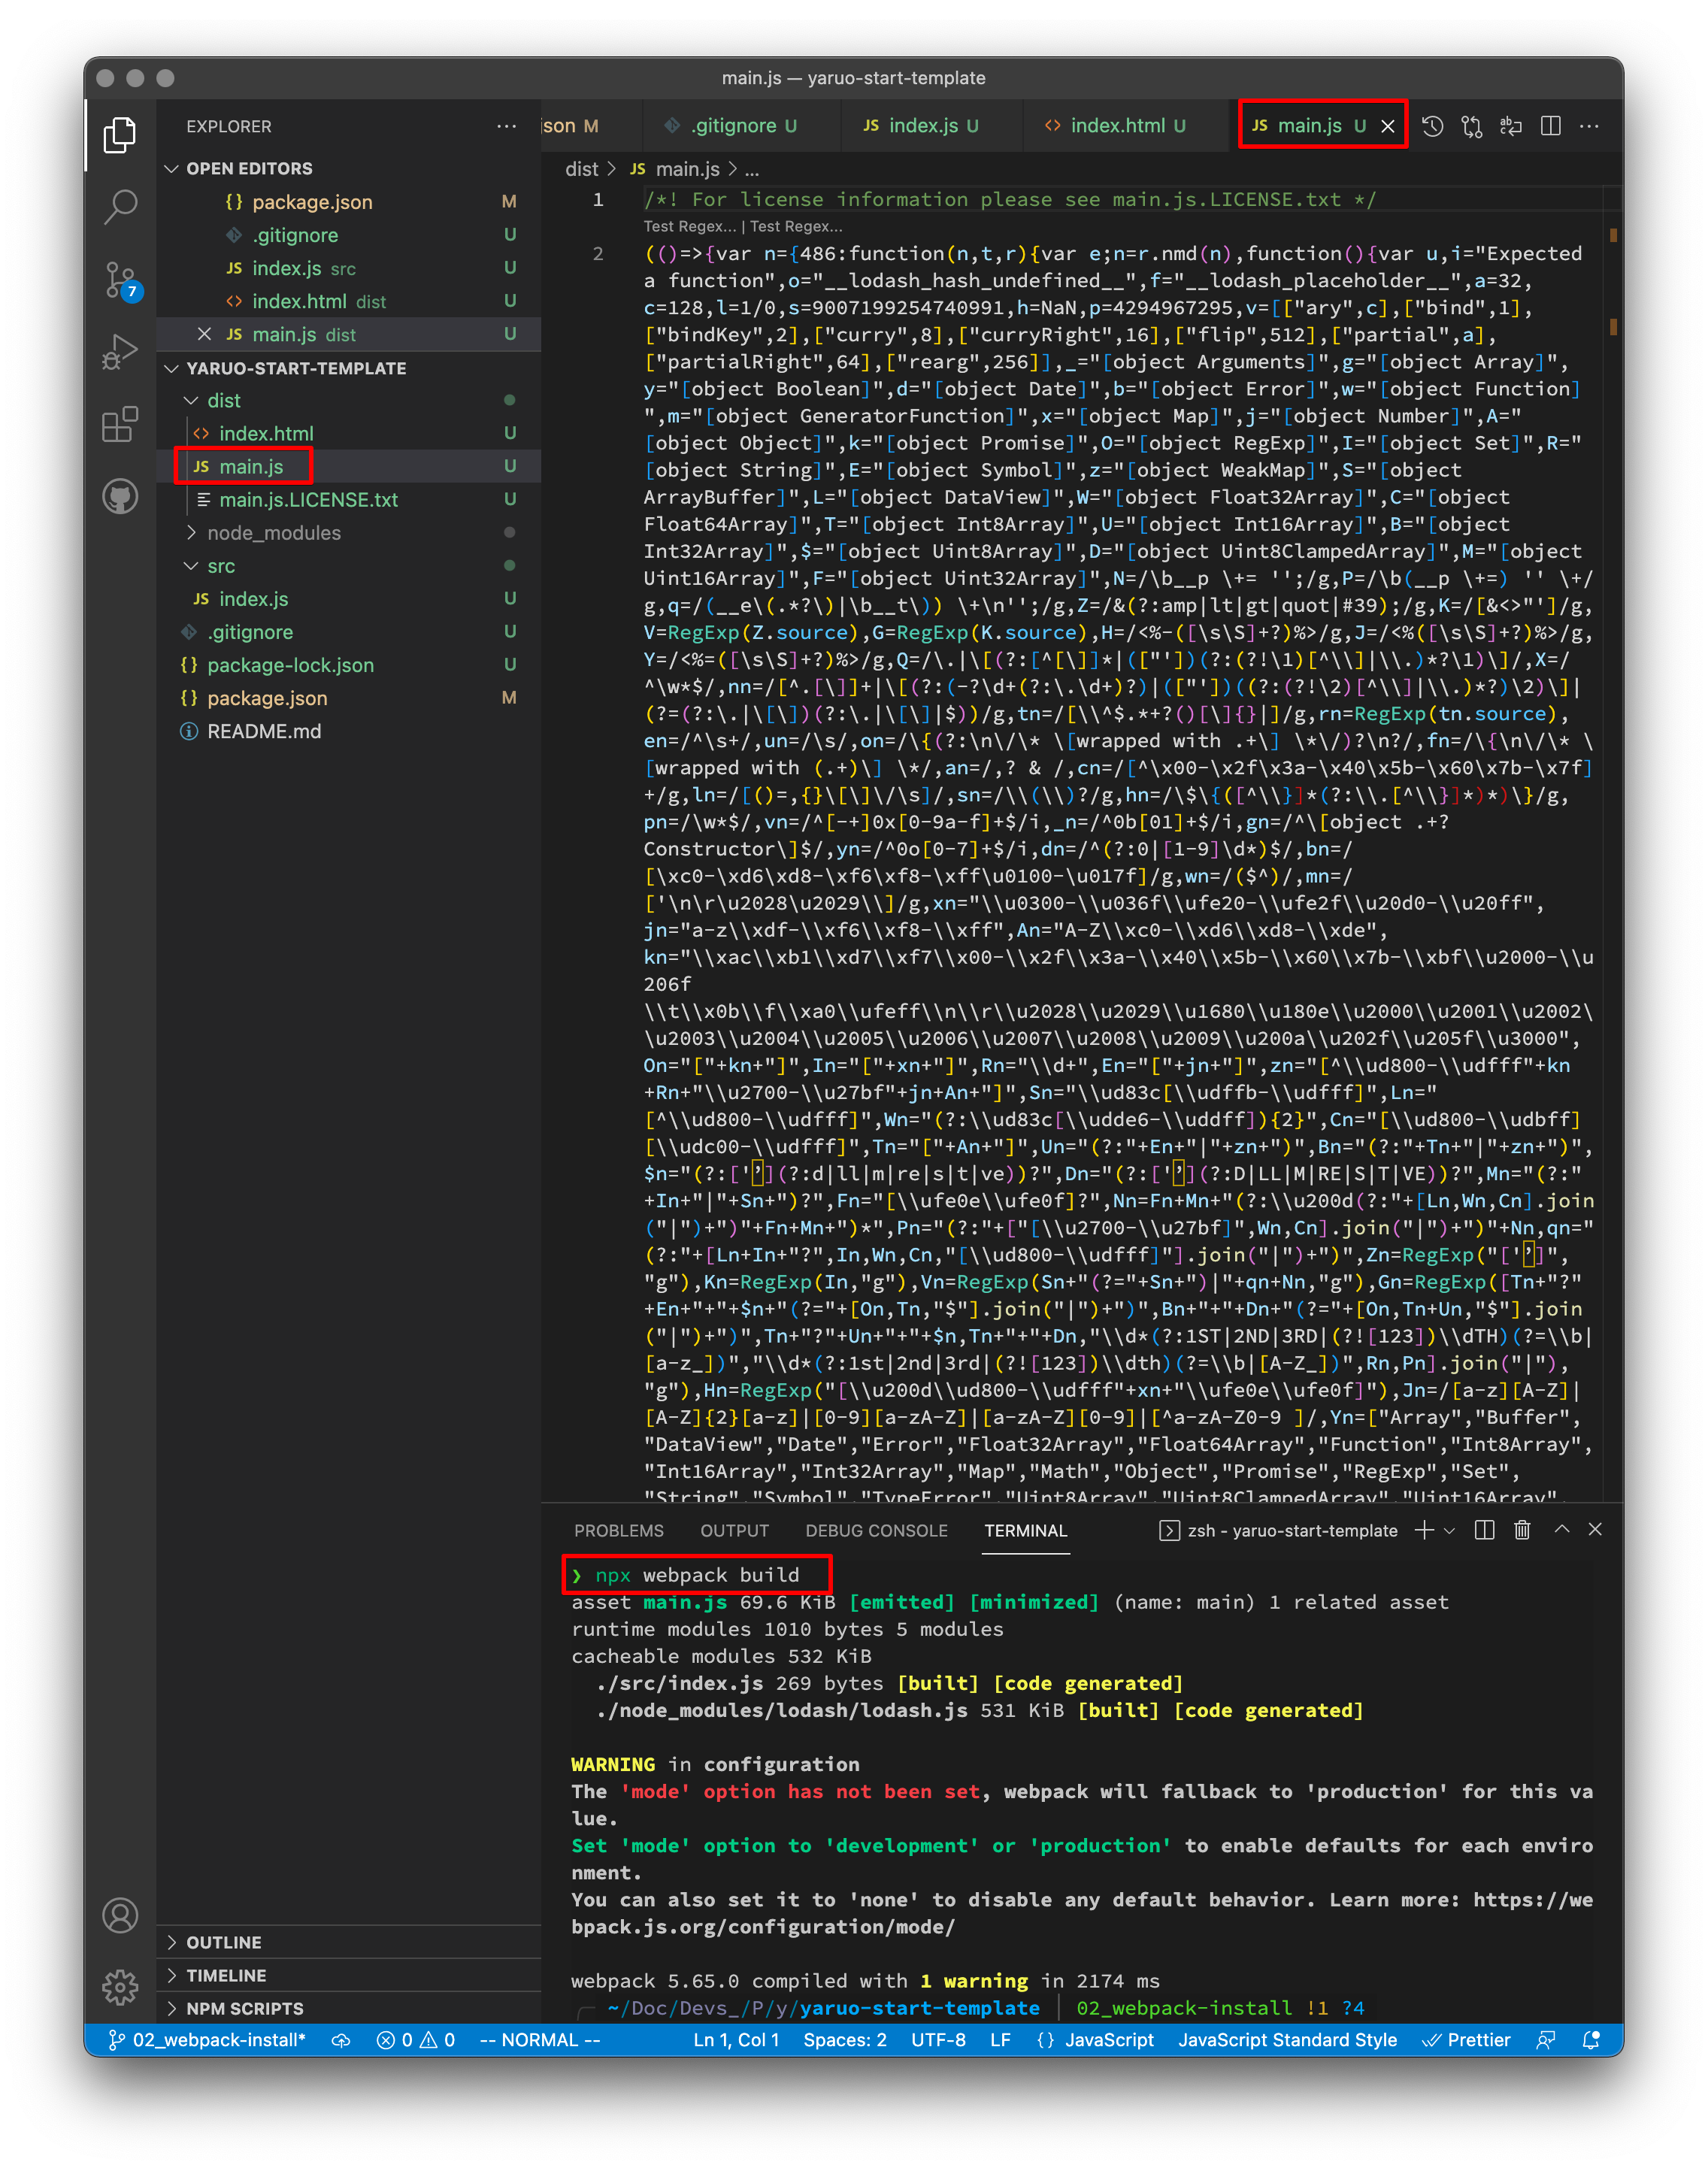 main.js — yaruo-start-template
EXPLORER
OPEN EDITORS
package.json M
.gitignore U
index.js src U
index.html dist U
main.js dist U
YARUO-START-TEMPLATE
dist
index.html U
main.js U
main.js.LICENSE.txt U
node_modules
src
index.js U
.gitignore U
package-lock.json U
package.json M
README.md
OUTLINE
TIMELINE
NPM SCRIPTS
7
json M
.gitignore U
JS index.js U
index.html U
JS main.js U
dist > JS main.js > ...
1 /*! For license information please see main.js.LICENSE.txt */
Test Regex... | Test Regex...
2 (()=>{var n={486:function(n,t,r){var e;n=r.nmd(n),function(){var u,i="Expected
a function",o="__lodash_hash_undefined__",f="__lodash_placeholder__",a=32,
c=128,l=1/0,s=9007199254740991,h=NaN,p=4294967295,v=[["ary",c],["bind",1],
["bindKey",2],["curry",8],["curryRight",16],["flip",512],["partial",a],
["partialRight",64],["rearg",256]],_="[object Arguments]",g="[object Array]",
y="[object Boolean]",d="[object Date]",b="[object Error]",w="[object Function]
",m="[object GeneratorFunction]",x="[object Map]",j="[object Number]",A="
[object Object]",k="[object Promise]",O="[object RegExp]",I="[object Set]",R="
[object String]",E="[object Symbol]",z="[object WeakMap]",S="[object
ArrayBuffer]",L="[object DataView]",W="[object Float32Array]",C="[object
Float64Array]",T="[object Int8Array]",U="[object Int16Array]",B="[object
Int32Array]",$="[object Uint8Array]",D="[object Uint8ClampedArray]",M="[object
Uint16Array]",F="[object Uint32Array]",N=/\b__p \+= '';/g,P=/\b(__p \+=) '' \+/
g,q=/(__e\(.*?\)|\b__t\)) \+\n'';/g,Z=/&(?:amp|lt|gt|quot|#39);/g,K=/[&<>"']/g,
V=RegExp(Z.source),G=RegExp(K.source),H=/<%-([\s\S]+?)%>/g,J=/<%([\s\S]+?)%>/g,
Y=/<%=([\s\S]+?)%>/g,Q=/\.|\[(?:[^[\]]*|(["'])(?:(?!\1)[^\\]|\\.)*?\1)\]/,X=/
^\w*$/,nn=/[^.[\]]+|\[(?:(-?\d+(?:\.\d+)?)|(["'])((?:(?!\2)[^\\]|\\.)*?)\2)\]|
(?=(?:\.|\[\])(?:\.|\[\]|$))/g,tn=/[\\^$.*+?()[\]{}|]/g,rn=RegExp(tn.source),
en=/^\s+/,un=/\s/,on=/\{(?:\n\/\* \[wrapped with .+\] \*\/)?\n?/,fn=/\{\n\/\* \
[wrapped with (.+)\] \*/,an=/,? & /,cn=/[^\x00-\x2f\x3a-\x40\x5b-\x60\x7b-\x7f]
+/g,ln=/[()=,{}\[\]\/\s]/,sn=/\\(\\)?/g,hn=/\$\{([^\\}]*(?:\\.[^\\}]*)*)\}/g,
pn=/\w*$/,vn=/^[-+]0x[0-9a-f]+$/i,_n=/^0b[01]+$/i,gn=/^\[object .+?
Constructor\]$/,yn=/^0o[0-7]+$/i,dn=/^(?:0|[1-9]\d*)$/,bn=/
[\xc0-\xd6\xd8-\xf6\xf8-\xff\u0100-\u017f]/g,wn=/($^)/,mn=/
['\n\r\u2028\u2029\\]/g,xn="\\u0300-\\u036f\\ufe20-\\ufe2f\\u20d0-\\u20ff",
jn="a-z\\xdf-\\xf6\\xf8-\\xff",An="A-Z\\xc0-\\xd6\\xd8-\\xde",
kn="\\xac\\xb1\\xd7\\xf7\\x00-\\x2f\\x3a-\\x40\\x5b-\\x60\\x7b-\\xbf\\u2000-\\u
206f
\\t\\x0b\\f\\xa0\\ufeff\\n\\r\\u2028\\u2029\\u1680\\u180e\\u2000\\u2001\\u2002\
\u2003\\u2004\\u2005\\u2006\\u2007\\u2008\\u2009\\u200a\\u202f\\u205f\\u3000",
On="["+kn+"]",In="["+xn+"]",Rn="\\d+",En="["+jn+"]",zn="[^\\ud800-\\udfff"+kn
+Rn+"\\u2700-\\u27bf"+jn+An+"]",Sn="\\ud83c[\\udffb-\\udfff]",Ln="
[^\\ud800-\\udfff]",Wn="(?:\\ud83c[\\udde6-\\uddff]){2}",Cn="[\\ud800-\\udbff]
[\\udc00-\\udfff]",Tn="["+An+"]",Un="(?:"+En+"|"+zn+")",Bn="(?:"+Tn+"|"+zn+")",
$n="(?:['’](?:d|ll|m|re|s|t|ve))?",Dn="(?:['’](?:D|LL|M|RE|S|T|VE))?",Mn="(?:"
+In+"|"+Sn+")?",Fn="[\\ufe0e\\ufe0f]?",Nn=Fn+Mn+"(?:\\u200d(?:"+[Ln,Wn,Cn].join
("|")+")"+Fn+Mn+")*",Pn="(?:"+["[\\u2700-\\u27bf]",Wn,Cn].join("|")+")"+Nn,qn="
(?:"+[Ln+In+"?",In,Wn,Cn,"[\\ud800-\\udfff]"].join("|")+")",Zn=RegExp("['’]",
"g"),Kn=RegExp(In,"g"),Vn=RegExp(Sn+"(?="+Sn+")|"+qn+Nn,"g"),Gn=RegExp([Tn+"?"
+En+"+"+$n+"(?="+[On,Tn,"$"].join("|")+")",Bn+"+"+Dn+"(?="+[On,Tn+Un,"$"].join
("|")+")",Tn+"?"+Un+"+"+$n,Tn+"+"+Dn,"\\d*(?:1ST|2ND|3RD|(?![123])\\dTH)(?=\\b|
[a-z_])","\\d*(?:1st|2nd|3rd|(?![123])\\dth)(?=\\b|[A-Z_])",Rn,Pn].join("|"),
"g"),Hn=RegExp("[\\u200d\\ud800-\\udfff"+xn+"\\ufe0e\\ufe0f]"),Jn=/[a-z][A-Z]|
[A-Z]{2}[a-z]|[0-9][a-zA-Z]|[a-zA-Z][0-9]|[^a-zA-Z0-9 ]/,Yn=["Array","Buffer",
"DataView","Date","Error","Float32Array","Float64Array","Function","Int8Array",
"Int16Array","Int32Array","Map","Math","Object","Promise","RegExp","Set",
"String","Symbol","TypeError","Uint8Array","Uint8ClampedArray","Uint16Array",
PROBLEMS OUTPUT DEBUG CONSOLE TERMINAL zsh - yaruo-start-template
❯ npx webpack build
asset main.js 69.6 KiB [emitted] [minimized] (name: main) 1 related asset
runtime modules 1010 bytes 5 modules
cacheable modules 532 KiB
./src/index.js 269 bytes [built] [code generated]
./node_modules/lodash/lodash.js 531 KiB [built] [code generated]
WARNING in configuration
The 'mode' option has not been set, webpack will fallback to 'production' for this va
lue.
Set 'mode' option to 'development' or 'production' to enable defaults for each enviro
nment.
You can also set it to 'none' to disable any default behavior. Learn more: https://we
bpack.js.org/configuration/mode/
webpack 5.65.0 compiled with 1 warning in 2174 ms
~/Doc/Devs_/P/y/yaruo-start-template | 02_webpack-install !1 ?4
02_webpack-install* 0 0 -- NORMAL -- Ln 1, Col 1 Spaces: 2 UTF-8 LF {} JavaScript JavaScript Standard Style Prettier